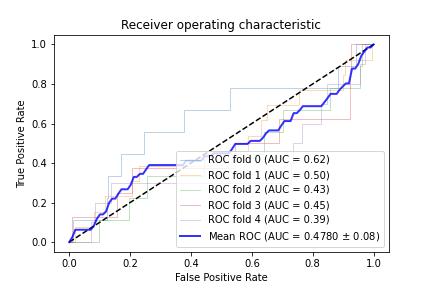 Receiver operating characteristic
True Positive Rate
1.0
0.8
0.6
0.4
0.2
0.0
ROC fold 0 (AUC = 0.62)
ROC fold 1 (AUC = 0.50)
ROC fold 2 (AUC = 0.43)
ROC fold 3 (AUC = 0.45)
ROC fold 4 (AUC = 0.39)
Mean ROC (AUC = 0.4780 ± 0.08)
0.0 0.2 0.4 0.6 0.8 1.0
False Positive Rate